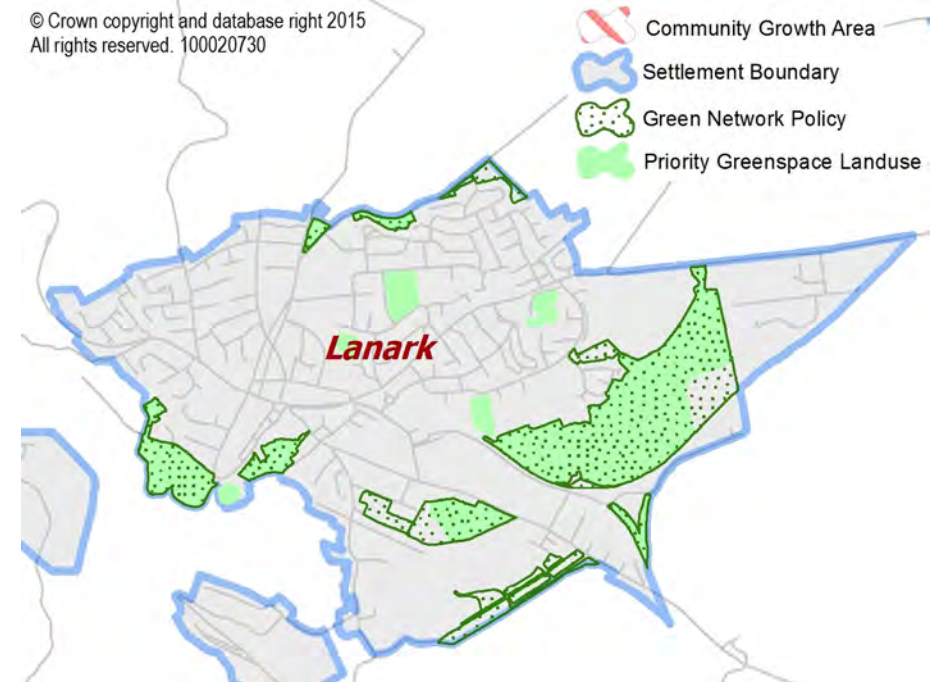 © Crown copyright and database right 2015
All rights reserved. 100020730
Community Growth Area
Settlement Boundary
Green Network Policy
Priority Greenspace Landuse
Lanark